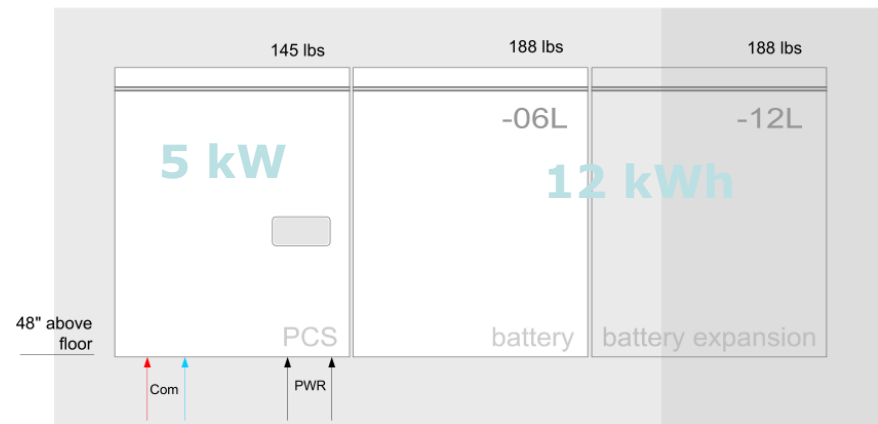 145 lbs
188 lbs
188 lbs
-06L
-12L
5 kW
12 kWh
48" above
floor
PCS
battery
battery expansion
Com
PWR